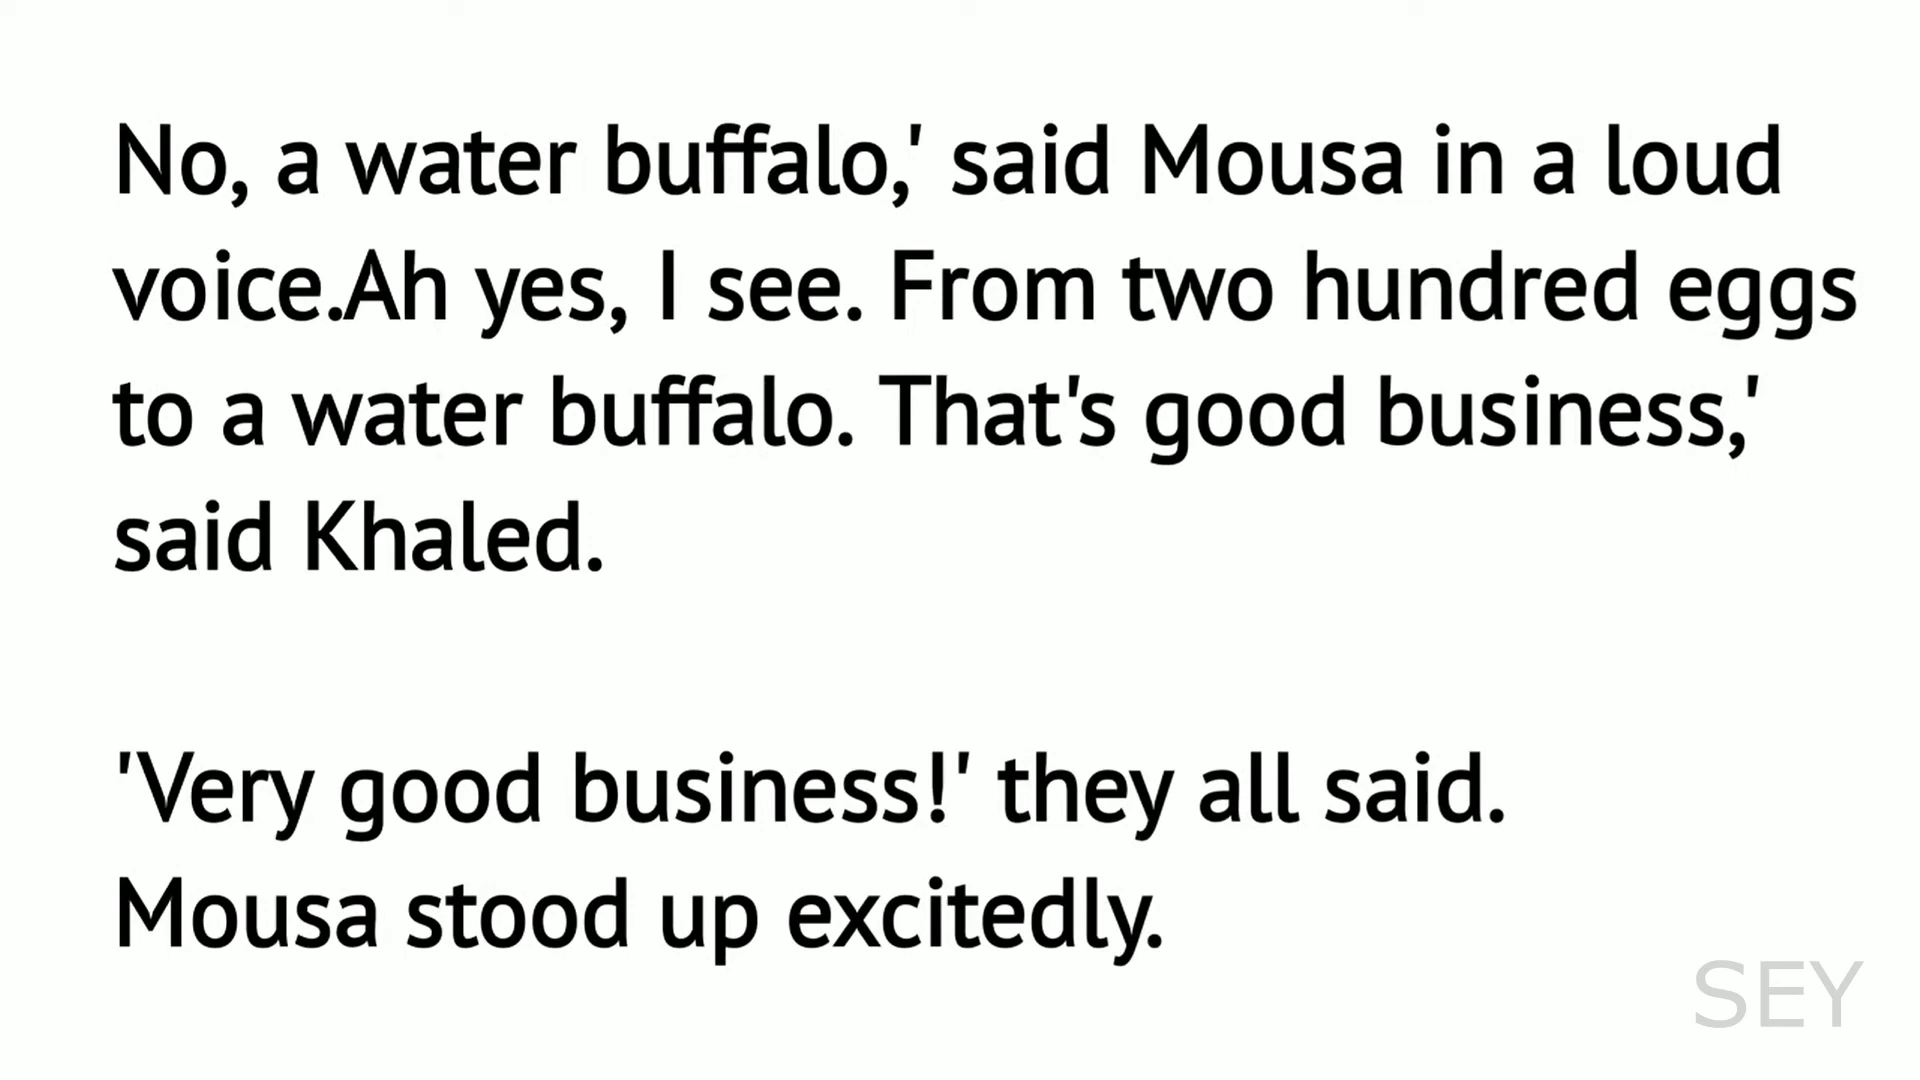 No, a water buffalo,' said Mousa in a loud
voice.Ah yes, I see. From two hundred eggs
to a water buffalo. That's good business,'
said Khaled.
'Very good business!' they all said.
Mousa stood up excitedly.
SEY